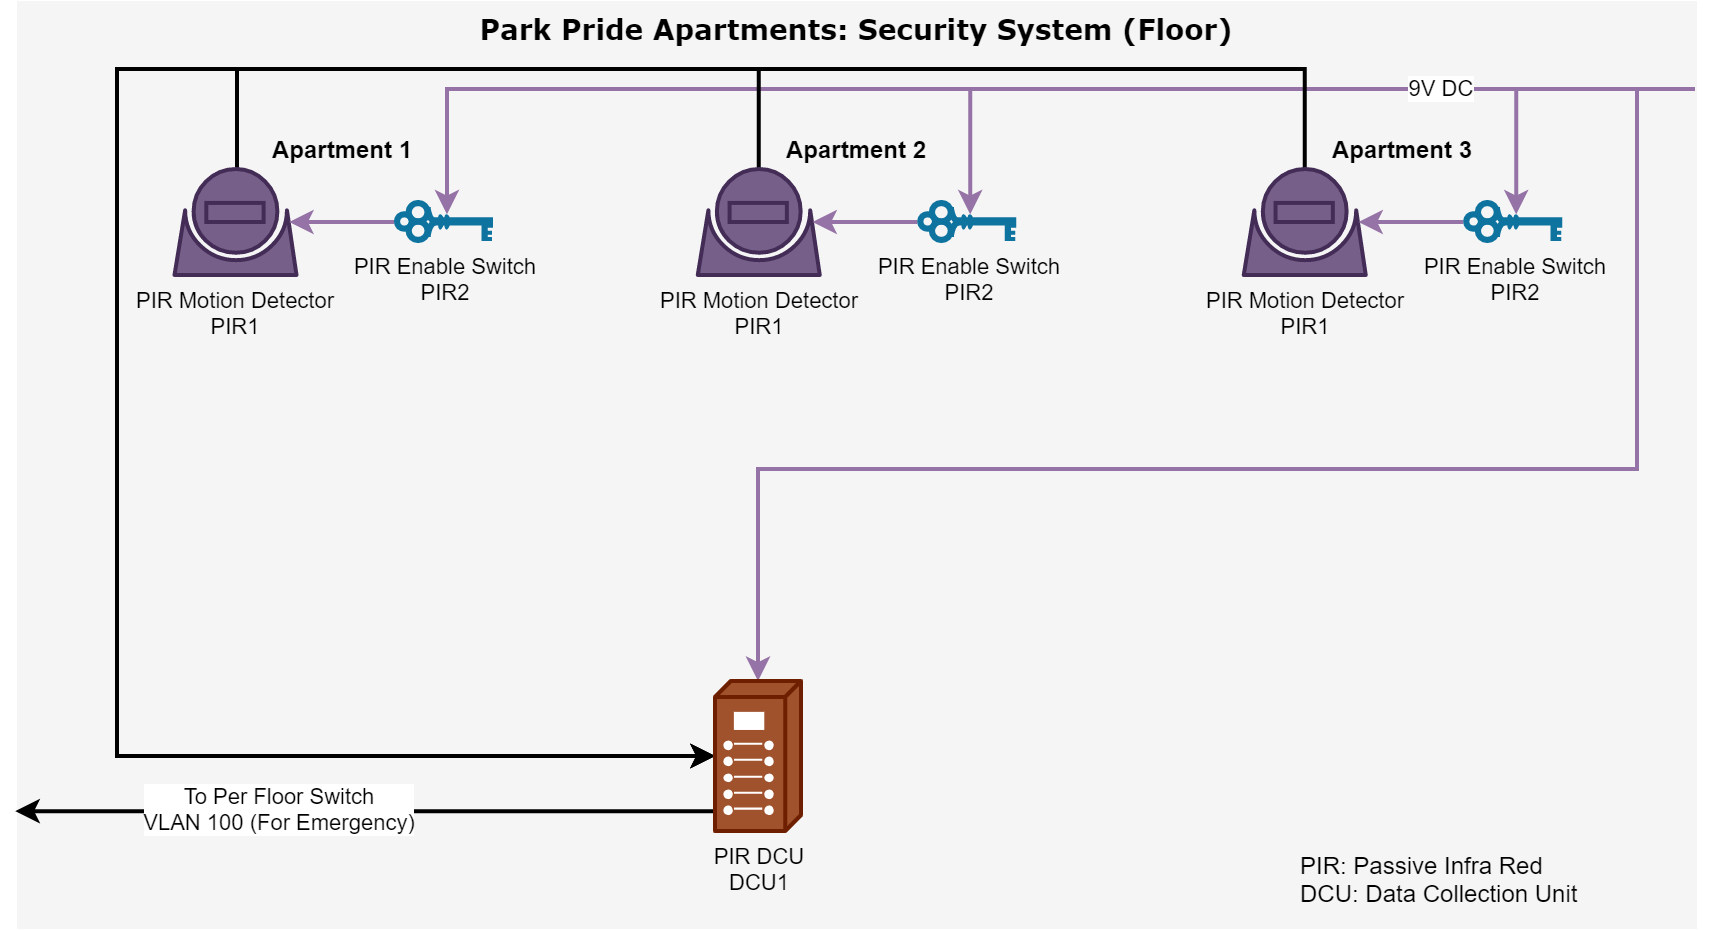 Park Pride Apartments: Security System (Floor)
9V DC
Apartment 1
Apartment 2
Apartment 3
PIR Enable Switch
PIR2
PIR Motion Detector
PIR1
PIR Enable Switch
PIR2
PIR Motion Detector
PIR1
PIR Enable Switch
PIR2
PIR Motion Detector
PIR1
To Per Floor Switch
VLAN 100 (For Emergency)
PIR DCU
DCU1
PIR: Passive Infra Red
DCU: Data Collection Unit